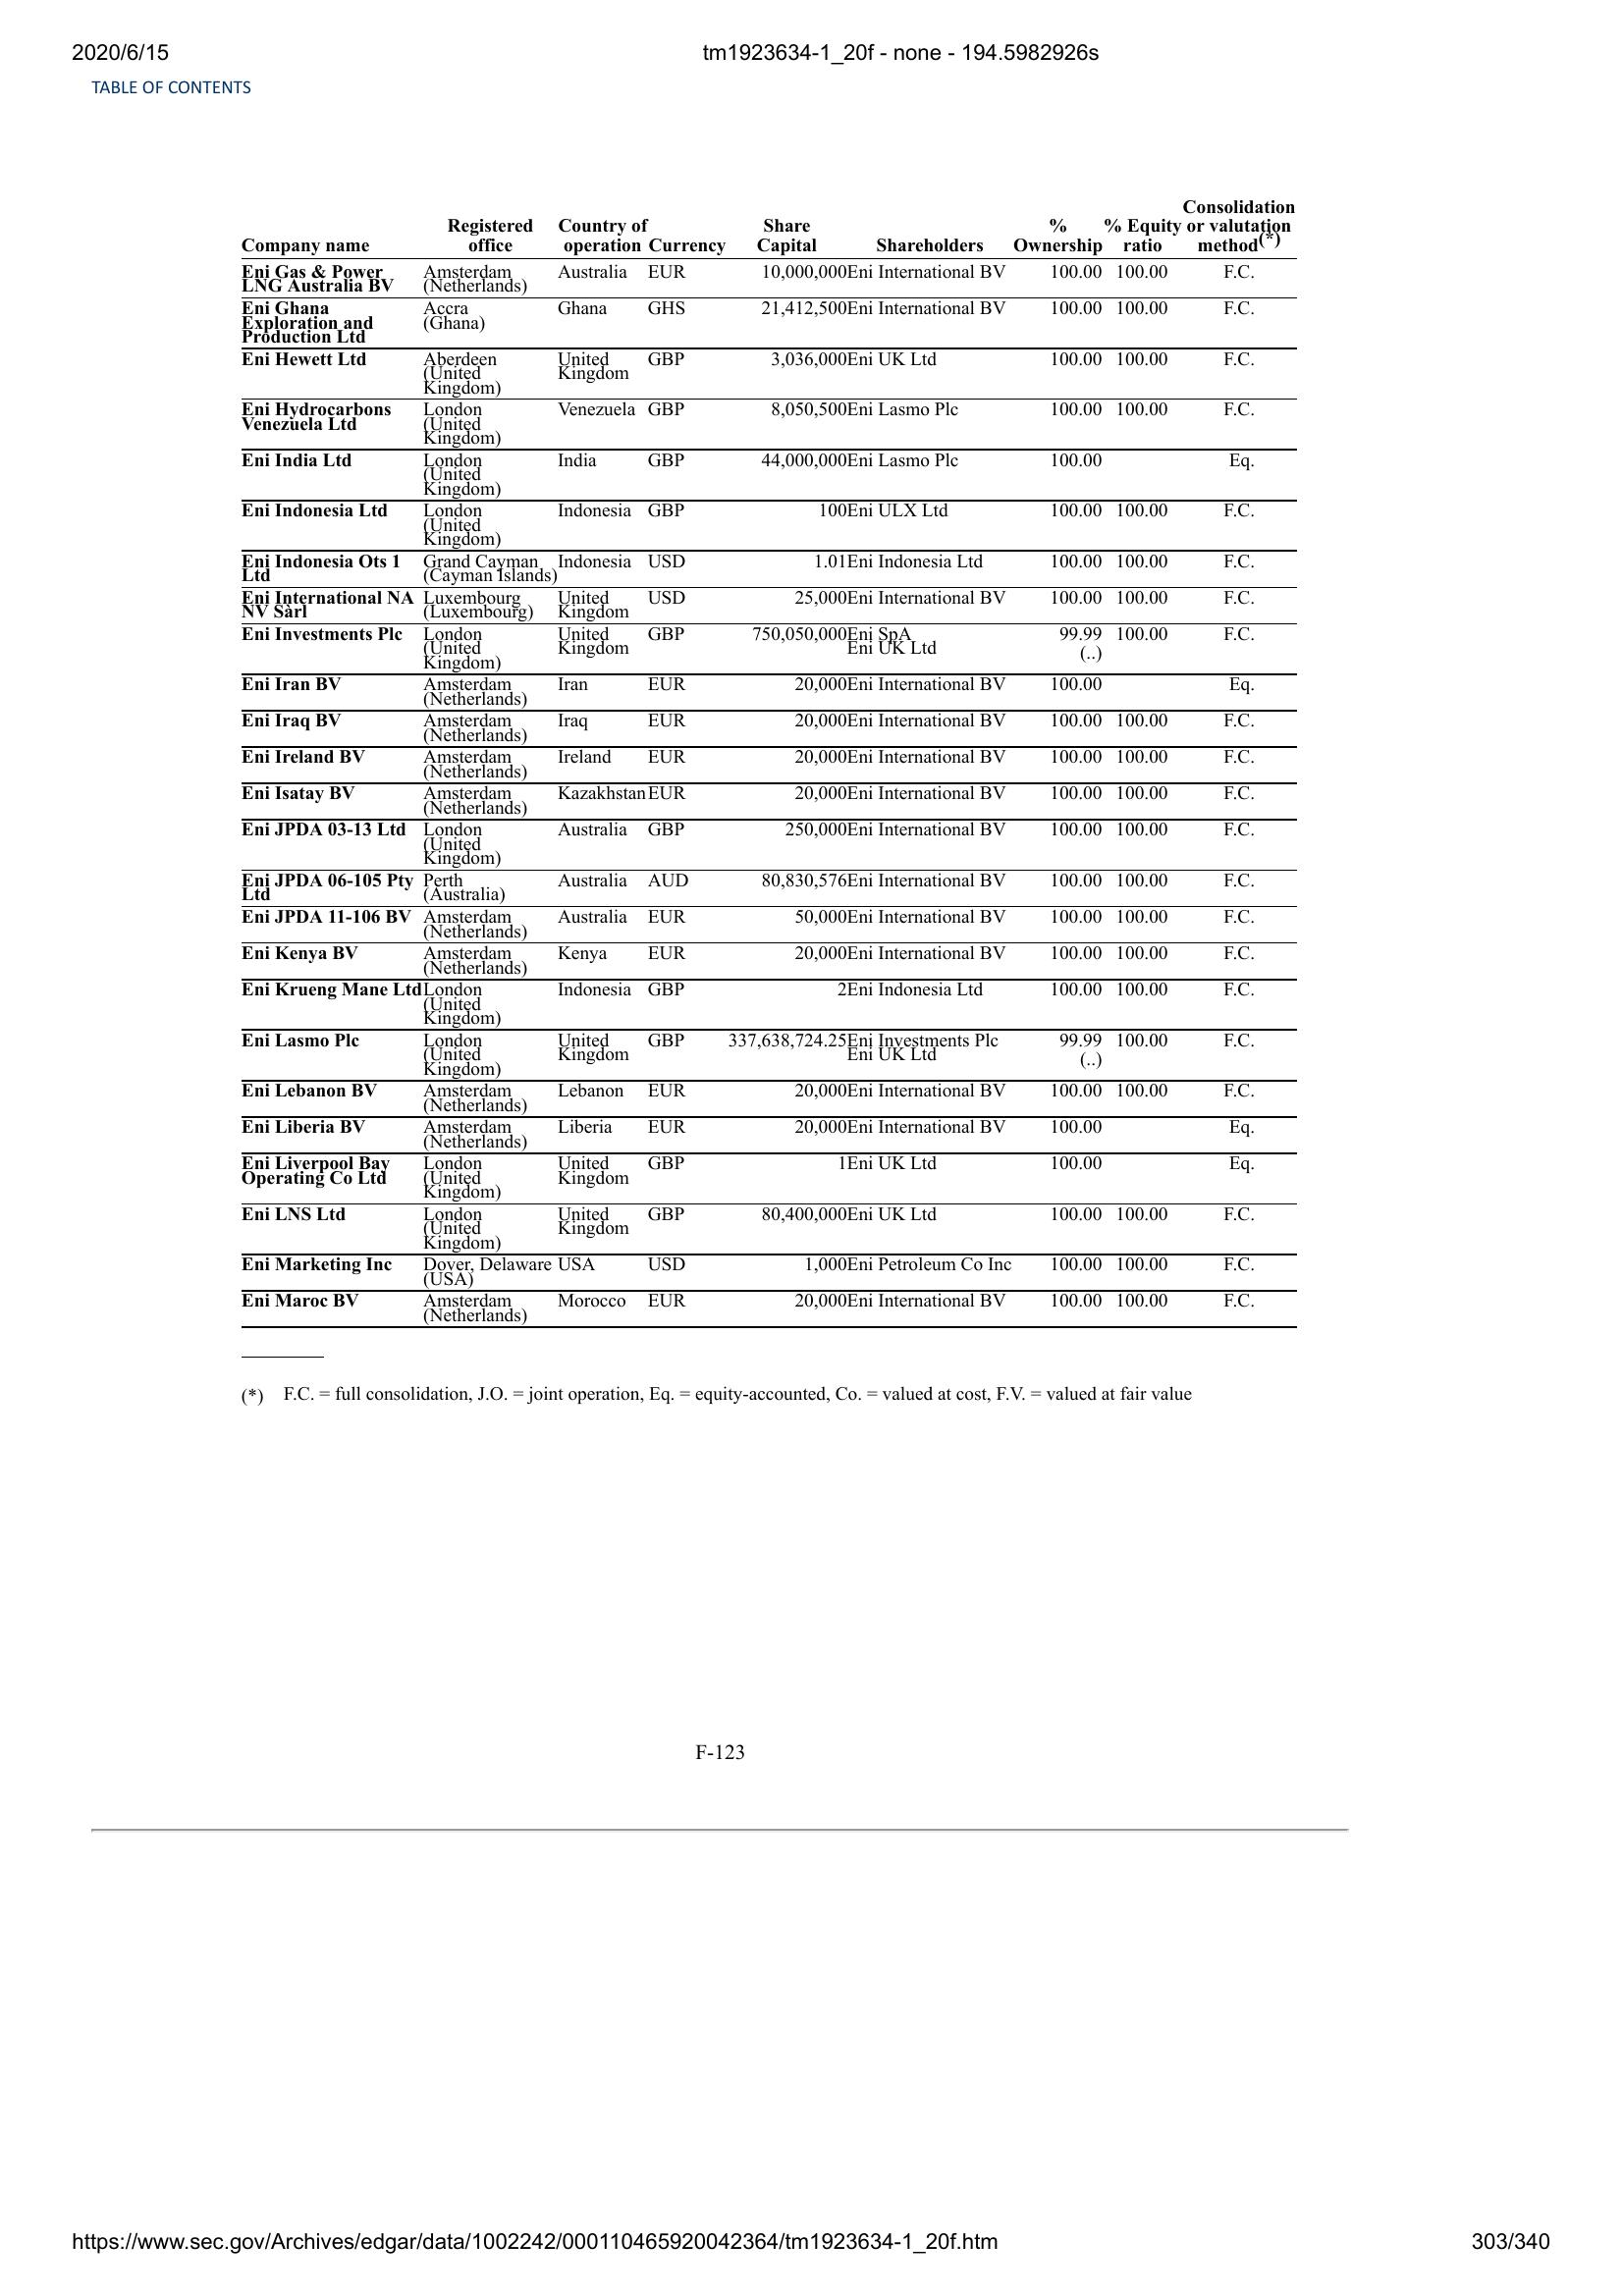 2020/6/15 tm1923634-1_20f - none - 194.5982926s
TABLE OF CONTENTS
Consolidation
Registered Country of Share % % Equity or valutation
Company name office operation Currency Capital Shareholders Ownership ratio method(*)
Eni Gas & Power Amsterdam Australia EUR 10,000,000 Eni International BV 100.00 100.00 F.C.
LNG Australia BV (Netherlands)
Eni Ghana Accra Ghana GHS 21,412,500 Eni International BV 100.00 100.00 F.C.
Exploration and (Ghana)
Production Ltd
Eni Hewett Ltd Aberdeen United GBP 3,036,000 Eni UK Ltd 100.00 100.00 F.C.
(United Kingdom
Kingdom)
Eni Hydrocarbons London Venezuela GBP 8,050,500 Eni Lasmo Plc 100.00 100.00 F.C.
Venezuela Ltd (United
Kingdom)
Eni India Ltd London India GBP 44,000,000 Eni Lasmo Plc 100.00 Eq.
(United
Kingdom)
Eni Indonesia Ltd London Indonesia GBP 100 Eni ULX Ltd 100.00 100.00 F.C.
(United
Kingdom)
Eni Indonesia Ots 1 Grand Cayman Indonesia USD 1.01 Eni Indonesia Ltd 100.00 100.00 F.C.
Ltd (Cayman Islands)
Eni International NA Luxembourg United USD 25,000 Eni International BV 100.00 100.00 F.C.
NV Sàrl (Luxembourg) Kingdom
Eni Investments Plc London United GBP 750,050,000 Eni SpA 99.99 100.00 F.C.
(United Kingdom Eni UK Ltd (..)
Kingdom)
Eni Iran BV Amsterdam Iran EUR 20,000 Eni International BV 100.00 Eq.
(Netherlands)
Eni Iraq BV Amsterdam Iraq EUR 20,000 Eni International BV 100.00 100.00 F.C.
(Netherlands)
Eni Ireland BV Amsterdam Ireland EUR 20,000 Eni International BV 100.00 100.00 F.C.
(Netherlands)
Eni Isatay BV Amsterdam Kazakhstan EUR 20,000 Eni International BV 100.00 100.00 F.C.
(Netherlands)
Eni JPDA 03-13 Ltd London Australia GBP 250,000 Eni International BV 100.00 100.00 F.C.
(United
Kingdom)
Eni JPDA 06-105 Pty Perth Australia AUD 80,830,576 Eni International BV 100.00 100.00 F.C.
Ltd (Australia)
Eni JPDA 11-106 BV Amsterdam Australia EUR 50,000 Eni International BV 100.00 100.00 F.C.
(Netherlands)
Eni Kenya BV Amsterdam Kenya EUR 20,000 Eni International BV 100.00 100.00 F.C.
(Netherlands)
Eni Krueng Mane Ltd London Indonesia GBP 2 Eni Indonesia Ltd 100.00 100.00 F.C.
(United
Kingdom)
Eni Lasmo Plc London United GBP 337,638,724.25 Eni Investments Plc 99.99 100.00 F.C.
(United Kingdom Eni UK Ltd (..)
Kingdom)
Eni Lebanon BV Amsterdam Lebanon EUR 20,000 Eni International BV 100.00 100.00 F.C.
(Netherlands)
Eni Liberia BV Amsterdam Liberia EUR 20,000 Eni International BV 100.00 Eq.
(Netherlands)
Eni Liverpool Bay London United GBP 1 Eni UK Ltd 100.00 Eq.
Operating Co Ltd (United Kingdom
Kingdom)
Eni LNS Ltd London United GBP 80,400,000 Eni UK Ltd 100.00 100.00 F.C.
(United Kingdom
Kingdom)
Eni Marketing Inc Dover, Delaware USA USD 1,000 Eni Petroleum Co Inc 100.00 100.00 F.C.
(USA)
Eni Maroc BV Amsterdam Morocco EUR 20,000 Eni International BV 100.00 100.00 F.C.
(Netherlands)
(*) F.C. = full consolidation, J.O. = joint operation, Eq. = equity-accounted, Co. = valued at cost, F.V. = valued at fair value
F-123
https://www.sec.gov/Archives/edgar/data/1002242/000110465920042364/tm1923634-1_20f.htm 303/340